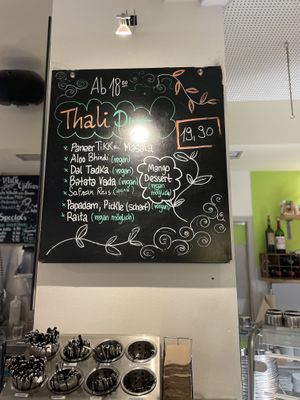 Ab 18⁰⁰
Thali
19,90
x Paneer Tikka Masala
x Aloo Bhindi (vegan)
x Dal Tadka (vegan)
x Batata Vada (vegan)
x Safran Reis (vegan)
x Papadam, Pickle (scharf) (vegan)
x Raita (vegan möglich)
Mango
Dessert
(vegan
möglich)
Specials